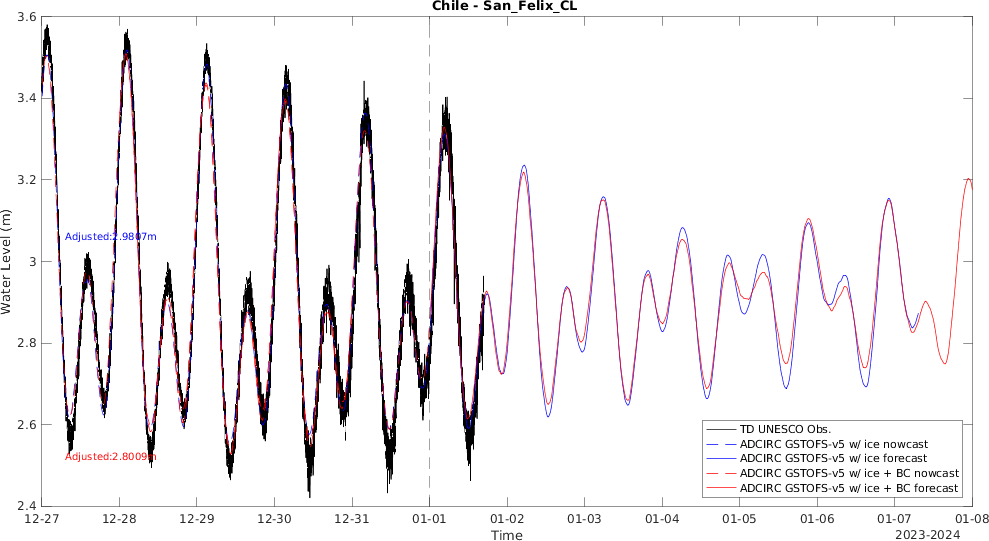 Chile - San_Felix_CL
3.6
3.4
3.2
3
2.8
2.6
2.4
Water Level (m)
Adjusted:2.9807m
Adjusted:2.8009m
TD UNESCO Obs.
ADCIRC GSTOFS-v5 w/ ice nowcast
ADCIRC GSTOFS-v5 w/ ice forecast
ADCIRC GSTOFS-v5 w/ ice + BC nowcast
ADCIRC GSTOFS-v5 w/ ice + BC forecast
12-27 12-28 12-29 12-30 12-31 01-01 01-02 01-03 01-04 01-05 01-06 01-07 01-08
Time
2023-2024